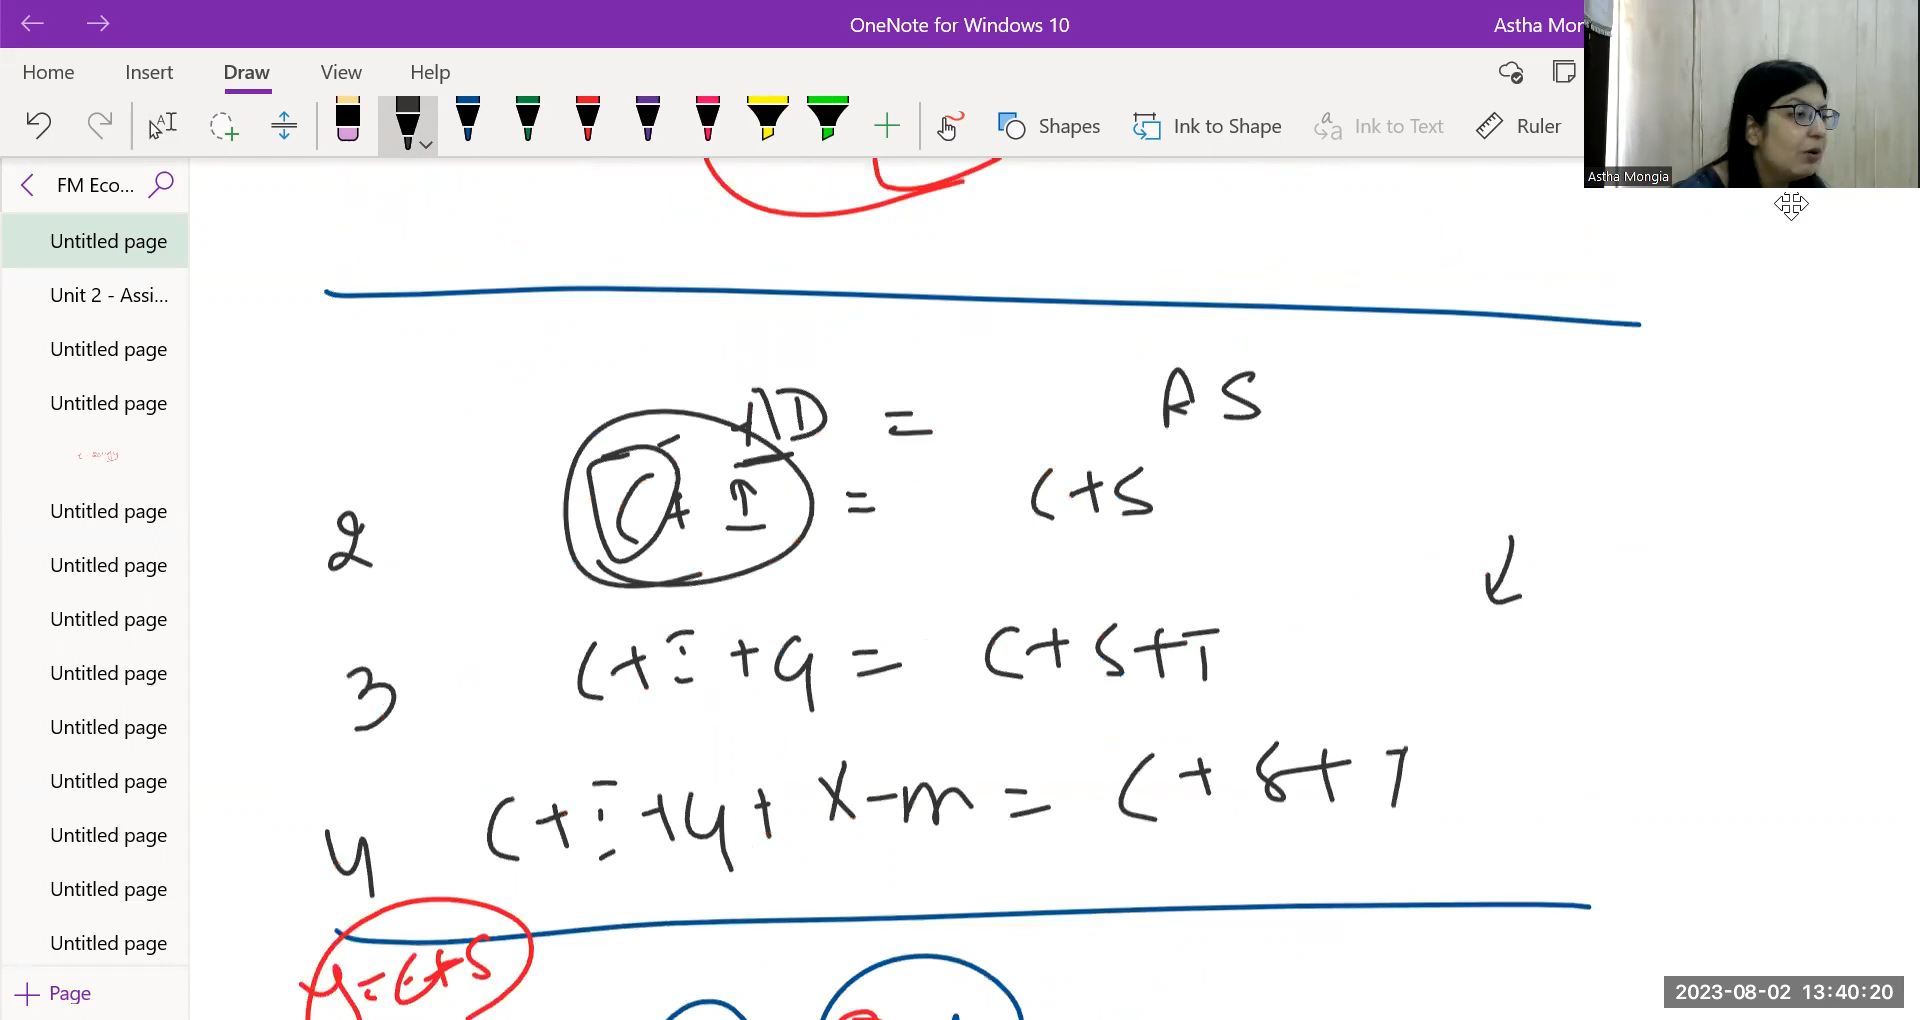 OneNote for Windows 10
Astha Mon
Home Insert Draw View Help
Shapes Ink to Shape Ink to Text Ruler
Astha Mongia
FM Eco...
Untitled page
Unit 2 - Assi...
Untitled page
Untitled page
Untitled page
Untitled page
Untitled page
Untitled page
Untitled page
Untitled page
Untitled page
Untitled page
Untitled page
Page
AD = AS
2 C + I = C + S
3 C + I + G = C + S + T
4 C + I + G + X - M = C + S + T
Y = C + S
2023-08-02 13:40:20